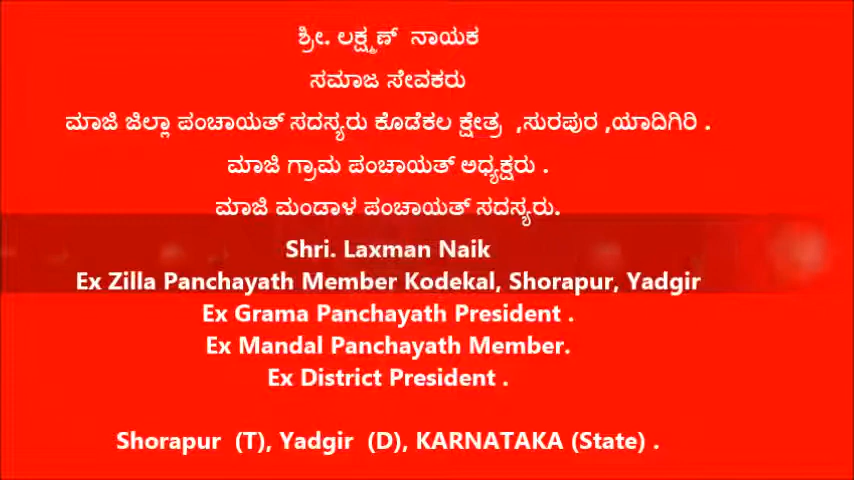 ಶ್ರೀ. ಲಕ್ಷ್ಮಣ್ ನಾಯಕ
ಸಮಾಜ ಸೇವಕರು
ಮಾಜಿ ಜಿಲ್ಲಾ ಪಂಚಾಯತ್ ಸದಸ್ಯರು ಕೊಡೆಕಲ ಕ್ಷೇತ್ರ ,ಸುರಪುರ ,ಯಾದಿಗಿರಿ .
ಮಾಜಿ ಗ್ರಾಮ ಪಂಚಾಯತ್ ಅಧ್ಯಕ್ಷರು .
ಮಾಜಿ ಮಂಡಾಳ ಪಂಚಾಯತ್ ಸದಸ್ಯರು.
Shri. Laxman Naik
Ex Zilla Panchayath Member Kodekal, Shorapur, Yadgir
Ex Grama Panchayath President .
Ex Mandal Panchayath Member.
Ex District President .
Shorapur (T), Yadgir (D), KARNATAKA (State) .